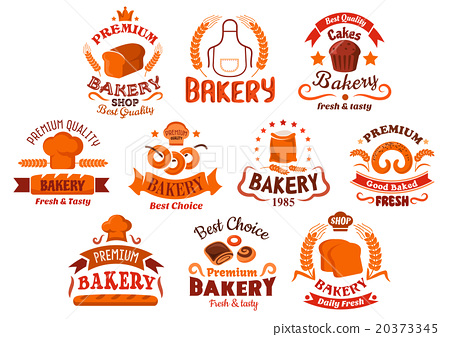 PREMIUM
BAKERY
SHOP
Best Quality
BAKERY
Best Quality
Cakes
Bakery
Fresh & tasty
PREMIUM QUALITY
BAKERY
Fresh & Tasty
PREMIUM
BAKERY
BAKERY
Best Choice
BAKERY
1985
PREMIUM
Good Baked
FRESH
PREMIUM
BAKERY
Best Choice
Premium
BAKERY
Fresh & tasty
SHOP
BAKERY
Daily Fresh
20373345